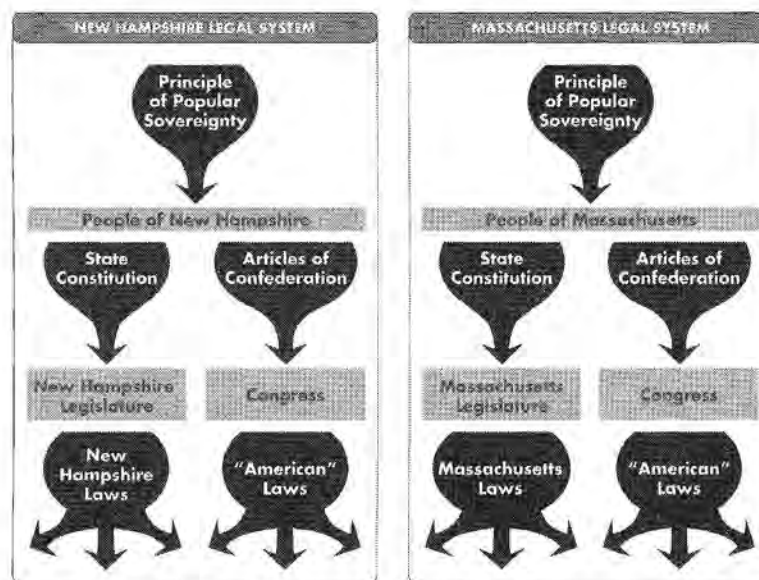 NEW HAMPSHIRE LEGAL SYSTEM
Principle
of Popular
Sovereignty
People of New Hampshire
State
Constitution
Articles of
Confederation
New Hampshire
Legislature
Congress
New
Hampshire
Laws
“American”
Laws
MASSACHUSETTS LEGAL SYSTEM
Principle
of Popular
Sovereignty
People of Massachusetts
State
Constitution
Articles of
Confederation
Massachusetts
Legislature
Congress
Massachusetts
Laws
“American”
Laws